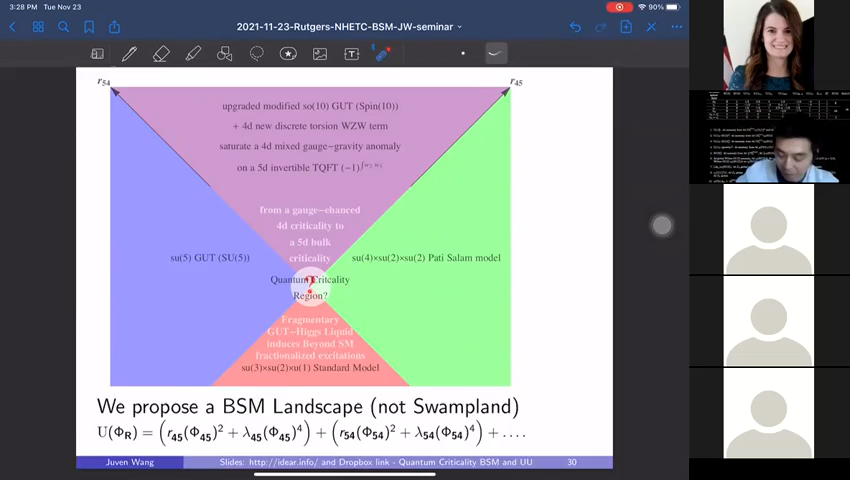 3:28 PM Tue Nov 23
90%
2021-11-23-Rutgers-NHETC-BSM-JW-seminar
r54
r45
upgraded modified so(10) GUT (Spin(10))
+ 4d new discrete torsion WZW term
saturate a 4d mixed gauge−gravity anomaly
on a 5d invertible TQFT (−1)^∫w₂ w₃
from a gauge−ehanced
4d criticality to
a 5d bulk
criticality
su(5) GUT (SU(5))
su(4)×su(2)×su(2) Pati Salam model
?
Quantum Critcality
Region?
Fragmentary
GUT−Higgs Liquid
induces Beyond SM
fractionalized excitations
su(3)×su(2)×u(1) Standard Model
We propose a BSM Landscape (not Swampland)
U(Φ_R) = (r₄₅(Φ₄₅)² + λ₄₅(Φ₄₅)⁴) + (r₅₄(Φ₅₄)² + λ₅₄(Φ₅₄)⁴) + ....
Juven Wang
Slides: http://idear.info/ and Dropbox link - Quantum Criticality BSM and UU
30